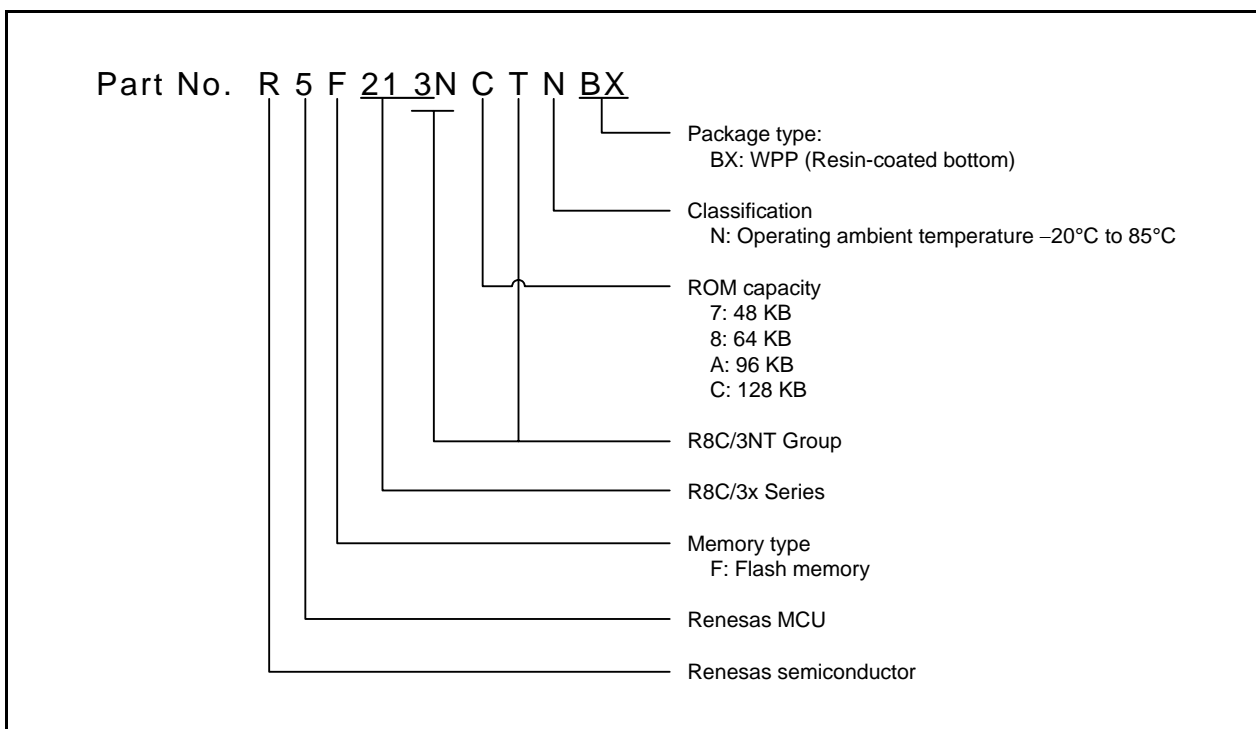 Part No. R 5 F 21 3N C T N BX
Package type:
BX: WPP (Resin-coated bottom)
Classification
N: Operating ambient temperature −20°C to 85°C
ROM capacity
7: 48 KB
8: 64 KB
A: 96 KB
C: 128 KB
R8C/3NT Group
R8C/3x Series
Memory type
F: Flash memory
Renesas MCU
Renesas semiconductor